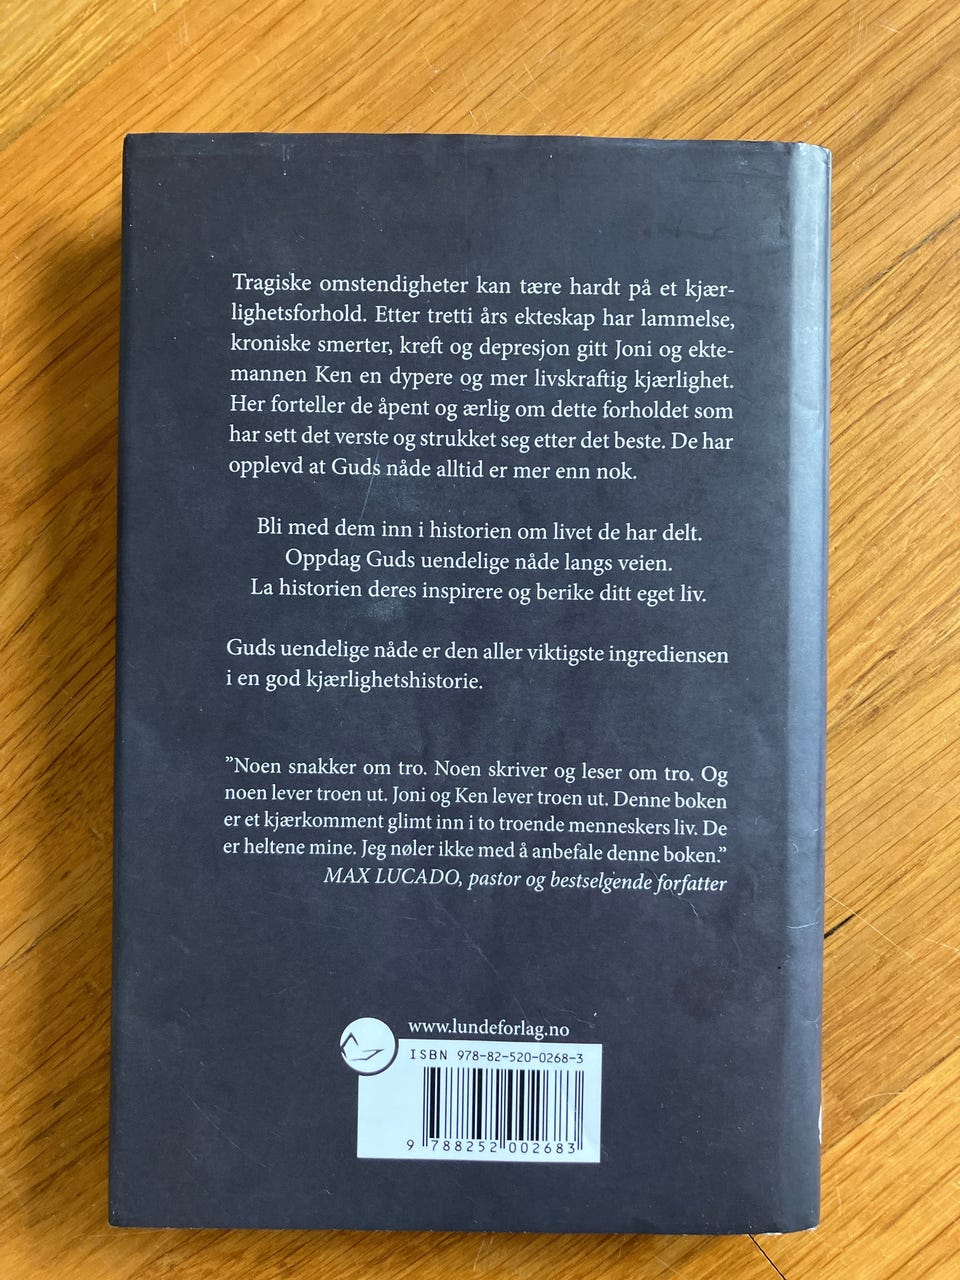 Tragiske omstendigheter kan tære hardt på et kjær-
lighetsforhold. Etter tretti års ekteskap har lammelse,
kroniske smerter, kreft og depresjon gitt Joni og ekte-
mannen Ken en dypere og mer livskraftig kjærlighet.
Her forteller de åpent og ærlig om dette forholdet som
har sett det verste og strukket seg etter det beste. De har
opplevd at Guds nåde alltid er mer enn nok.
Bli med dem inn i historien om livet de har delt.
Oppdag Guds uendelige nåde langs veien.
La historien deres inspirere og berike ditt eget liv.
Guds uendelige nåde er den aller viktigste ingrediensen
i en god kjærlighetshistorie.
”Noen snakker om tro. Noen skriver og leser om tro. Og
noen lever troen ut. Joni og Ken lever troen ut. Denne boken
er et kjærkomment glimt inn i to troende menneskers liv. De
er heltene mine. Jeg nøler ikke med å anbefale denne boken.”
MAX LUCADO, pastor og bestselgende forfatter
www.lundeforlag.no
ISBN 978-82-520-0268-3
9 788252 002683